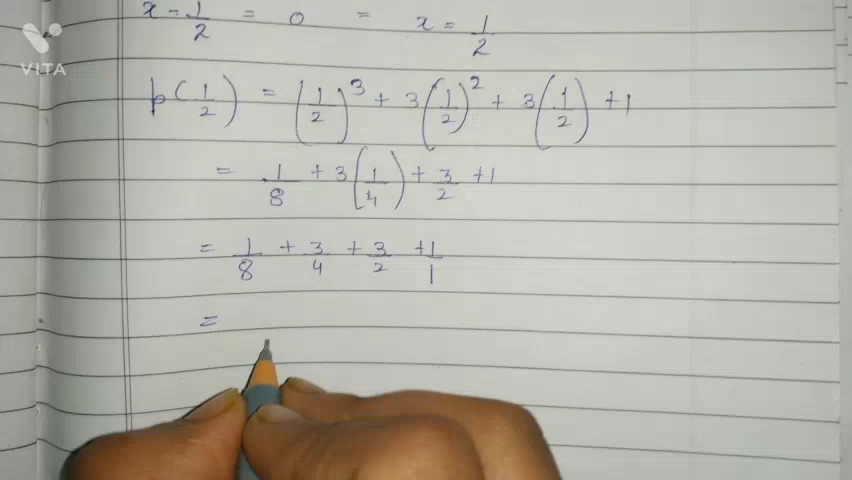 x - 1/2 = 0 = x = 1/2
VITA
p(1/2) = (1/2)^3 + 3(1/2)^2 + 3(1/2) + 1
= 1/8 + 3(1/4) + 3/2 + 1
= 1/8 + 3/4 + 3/2 + 1/1
=